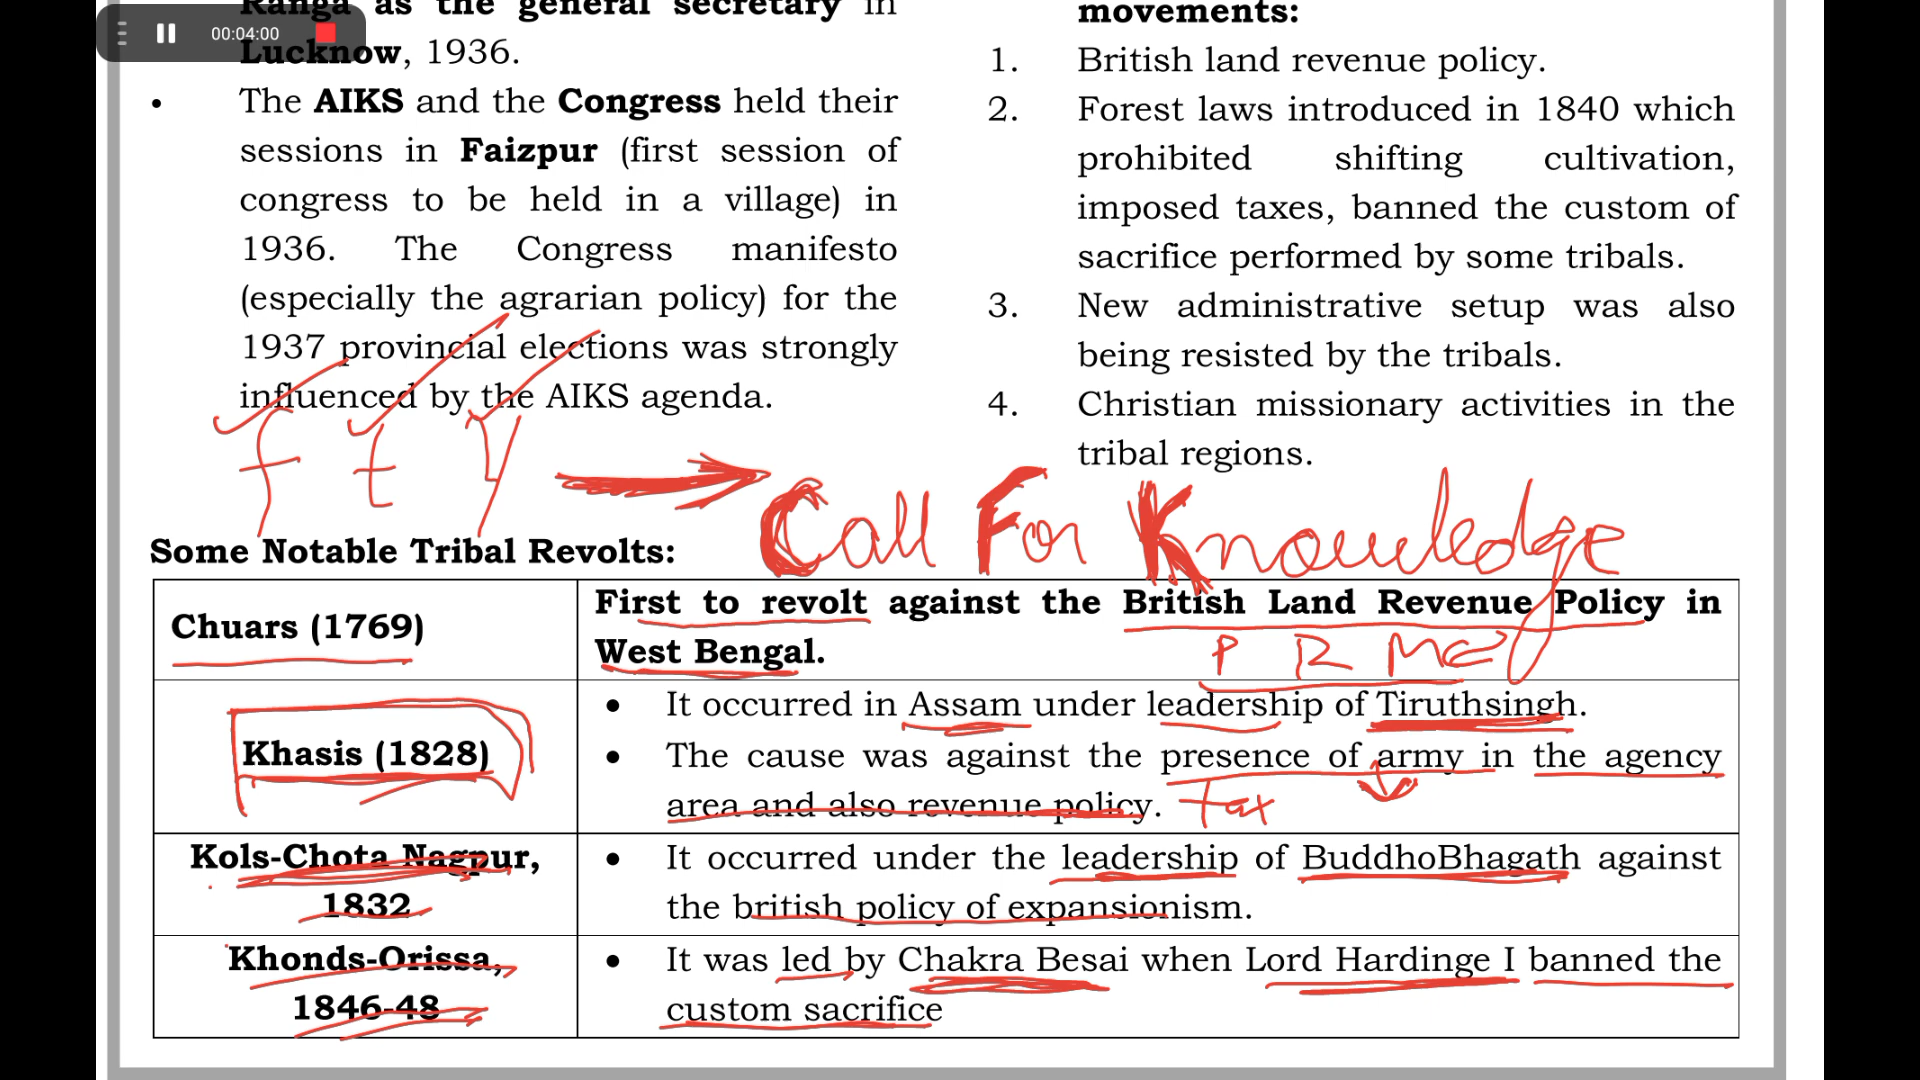 00:04:00
Ranga as the general secretary in
Lucknow, 1936.
• The AIKS and the Congress held their
sessions in Faizpur (first session of
congress to be held in a village) in
1936. The Congress manifesto
(especially the agrarian policy) for the
1937 provincial elections was strongly
influenced by the AIKS agenda.
movements:
1. British land revenue policy.
2. Forest laws introduced in 1840 which
prohibited shifting cultivation,
imposed taxes, banned the custom of
sacrifice performed by some tribals.
3. New administrative setup was also
being resisted by the tribals.
4. Christian missionary activities in the
tribal regions.
Call For Knowledge
Some Notable Tribal Revolts:
Chuars (1769)
First to revolt against the British Land Revenue Policy in
West Bengal.
P R
Khasis (1828)
• It occurred in Assam under leadership of Tiruthsingh.
• The cause was against the presence of army in the agency
area and also revenue policy. Tax
Kols-Chota Nagpur,
1832
• It occurred under the leadership of BuddhoBhagath against
the british policy of expansionism.
Khonds-Orissa,
1846-48
• It was led by Chakra Besai when Lord Hardinge I banned the
custom sacrifice